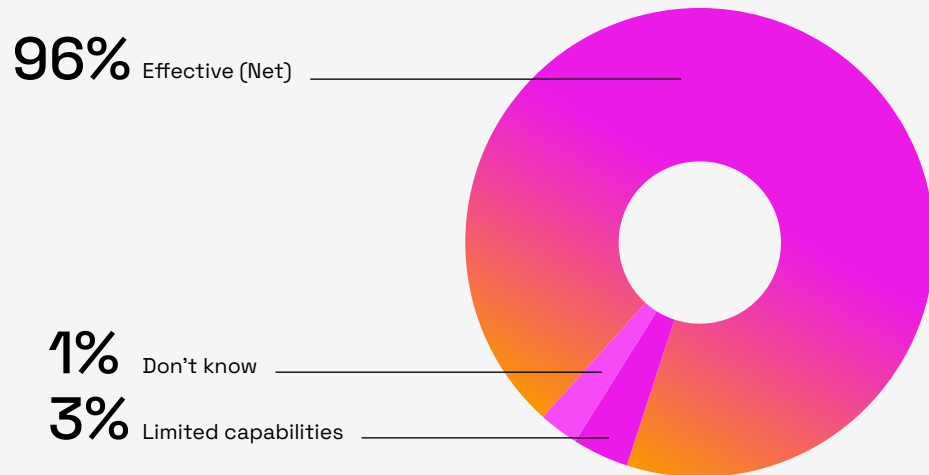 96% Effective (Net)
1% Don't know
3% Limited capabilities